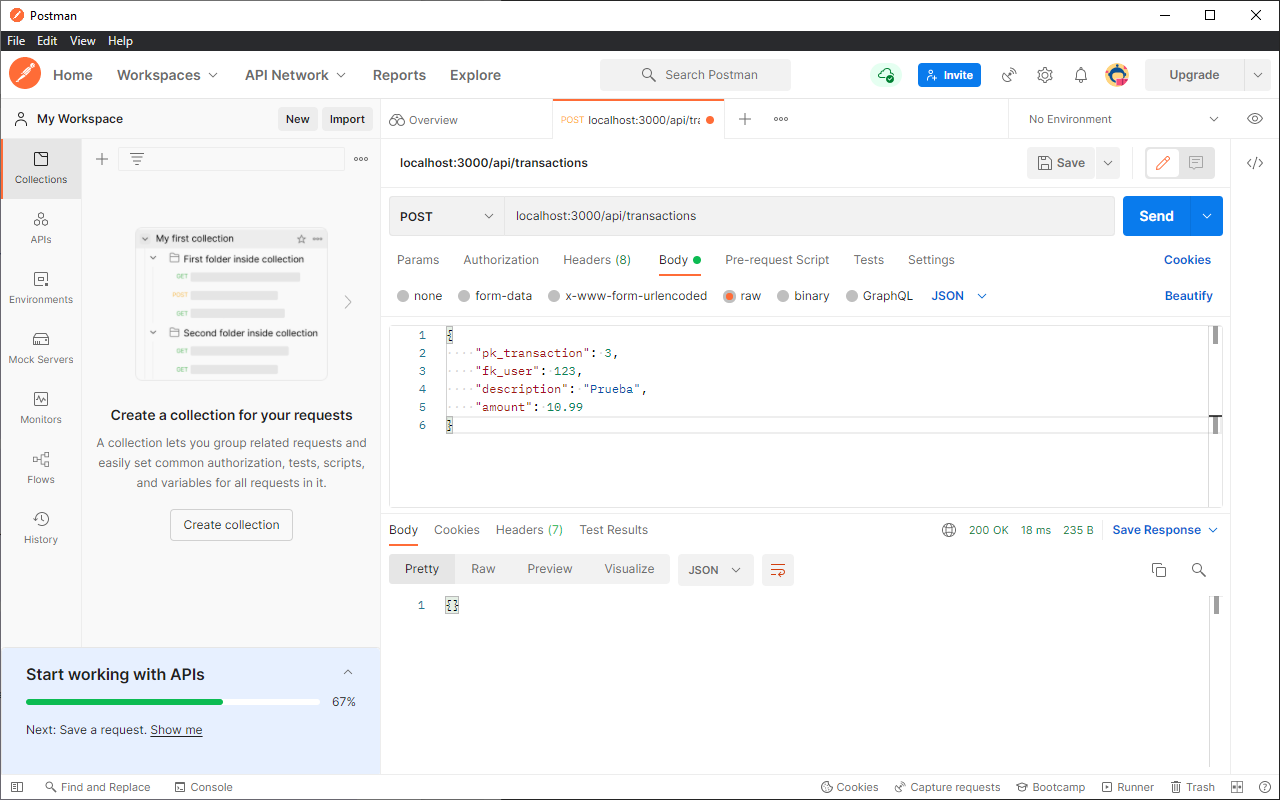 Postman
File Edit View Help
Home Workspaces API Network Reports Explore Search Postman Invite Upgrade
My Workspace New Import Overview POST localhost:3000/api/tra No Environment
Collections
APIs
Environments
Mock Servers
Monitors
Flows
History
My first collection
First folder inside collection
GET
POST
GET
Second folder inside collection
GET
GET
Create a collection for your requests
A collection lets you group related requests and
easily set common authorization, tests, scripts,
and variables for all requests in it.
Create collection
Start working with APIs
67%
Next: Save a request. Show me
localhost:3000/api/transactions Save
POST localhost:3000/api/transactions Send
Params Authorization Headers (8) Body Pre-request Script Tests Settings Cookies
none form-data x-www-form-urlencoded raw binary GraphQL JSON Beautify
1 {
2 "pk_transaction": 3,
3 "fk_user": 123,
4 "description": "Prueba",
5 "amount": 10.99
6 }
Body Cookies Headers (7) Test Results 200 OK 18 ms 235 B Save Response
Pretty Raw Preview Visualize JSON
1 {}
Find and Replace Console Cookies Capture requests Bootcamp Runner Trash